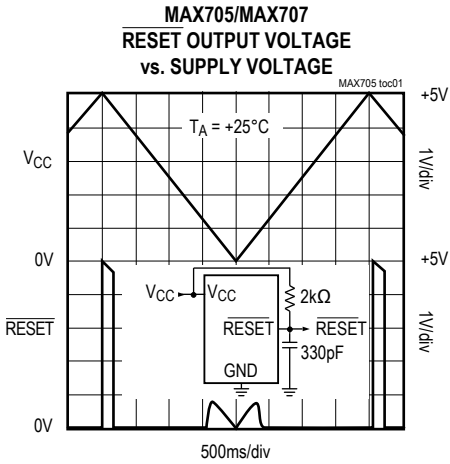 MAX705/MAX707
RESET OUTPUT VOLTAGE
vs. SUPPLY VOLTAGE
MAX705 toc01
+5V
TA = +25°C
VCC
1V/div
0V
+5V
VCC
VCC
2kΩ
RESET
RESET
RESET
1V/div
330pF
GND
0V
500ms/div